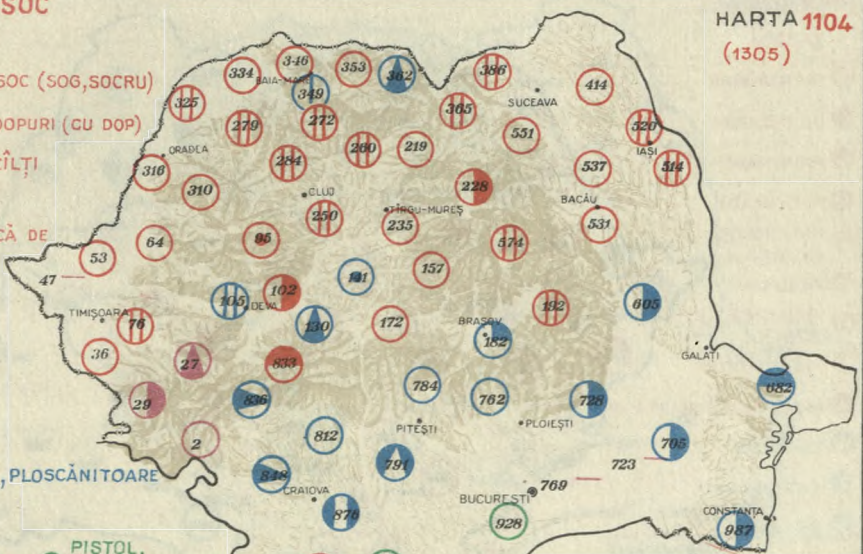 SOC
HARTA 1104
(1305)
SOC (SOG, SOCRU)
DOPURI (CU DOP)
ÎLȚI
CĂ DE
334 346 353 362 386 414
BAIA-MARE 349 SUCEAVA
325 279 272 365 551 520
ORADEA 284 260 219 537 IAȘI 514
316 310 CLUJ 228 BACĂU
250 TÎRGU-MUREȘ 235 531
53 64 95 574
47 141 157
105 DEVA 102 192 605
TIMIȘOARA 76 130 172 BRAȘOV 182
36 27 833 GALAȚI
29 836 784 762 728 682
2 812 PITEȘTI PLOIEȘTI 705
, PLOSCĂNITOARE 848 791 723
CRAIOVA 769
BUCUREȘTI
876 928 CONSTANȚA 987
PISTOL,